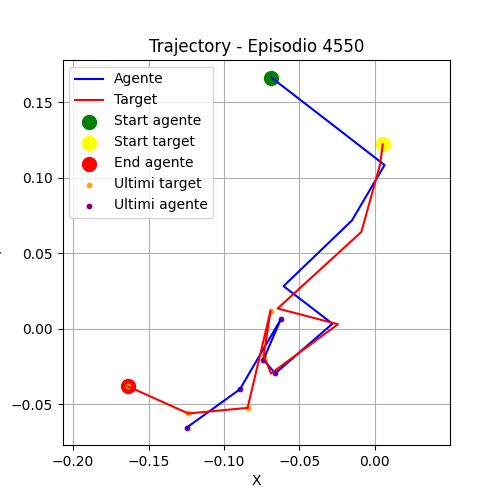 Trajectory - Episodio 4550
Agente
Target
Start agente
Start target
End agente
Ultimi target
Ultimi agente
0.15
0.10
0.05
0.00
−0.05
−0.20
−0.15
−0.10
−0.05
0.00
X